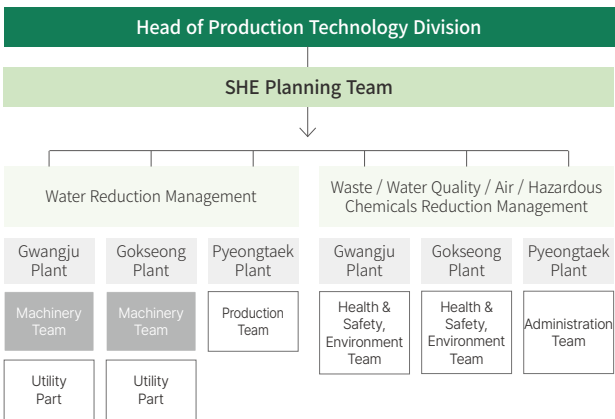 Head of Production Technology Division
SHE Planning Team
Water Reduction Management
Waste / Water Quality / Air / Hazardous
Chemicals Reduction Management
Gwangju
Plant
Gokseong
Plant
Pyeongtaek
Plant
Gwangju
Plant
Gokseong
Plant
Pyeongtaek
Plant
Machinery
Team
Machinery
Team
Production
Team
Health &
Safety,
Environment
Team
Health &
Safety,
Environment
Team
Administration
Team
Utility
Part
Utility
Part